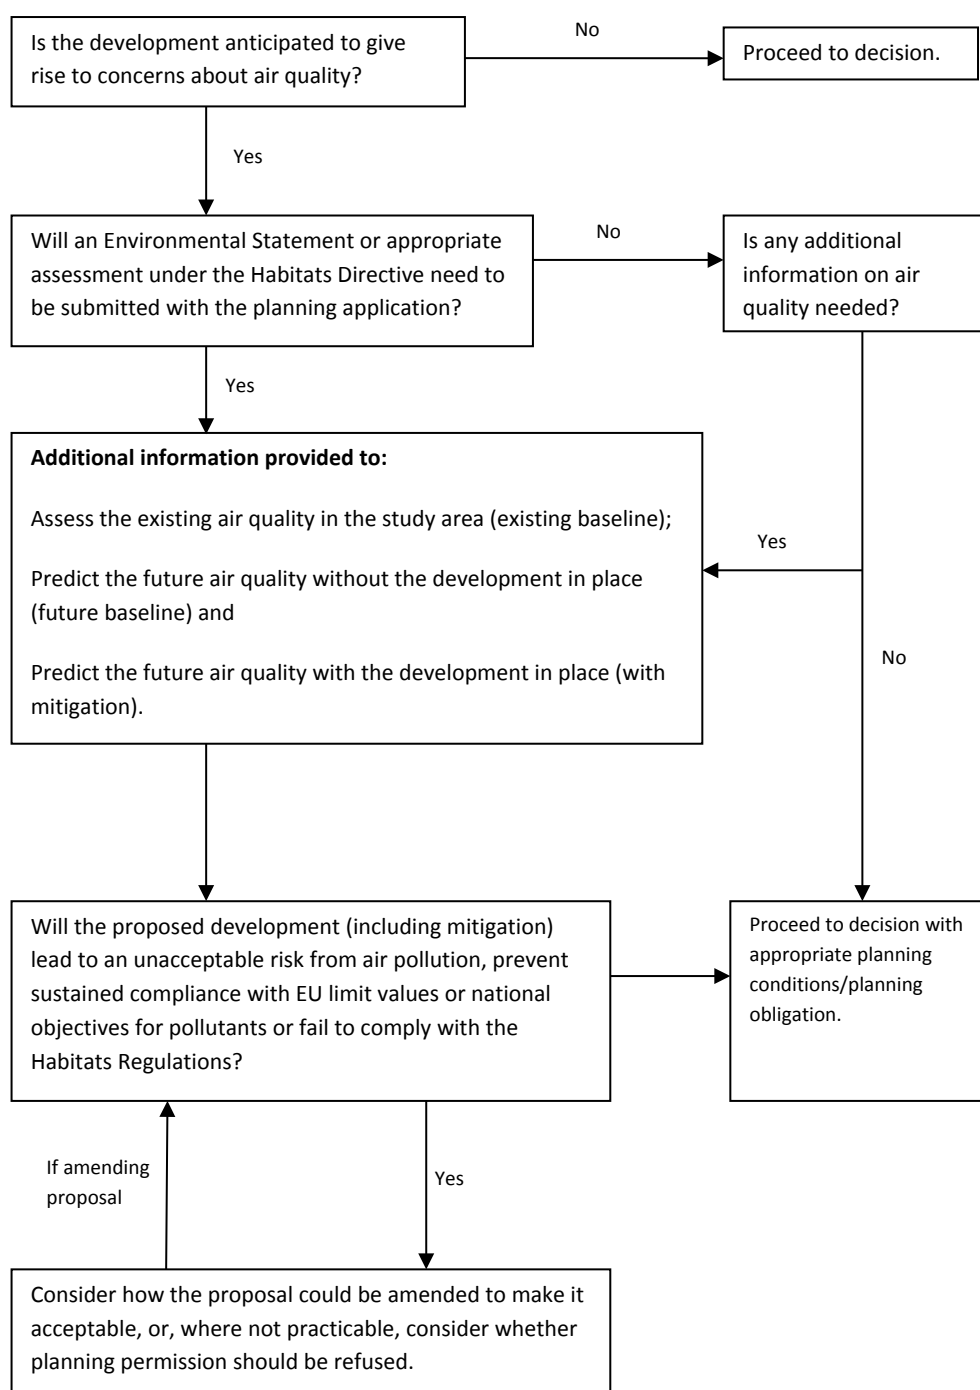 Is the development anticipated to give
rise to concerns about air quality?
No
Proceed to decision.
Yes
Will an Environmental Statement or appropriate
assessment under the Habitats Directive need to
be submitted with the planning application?
No
Is any additional
information on air
quality needed?
Yes
Additional information provided to:
Assess the existing air quality in the study area (existing baseline);
Predict the future air quality without the development in place
(future baseline) and
Predict the future air quality with the development in place (with
mitigation).
Yes
No
Will the proposed development (including mitigation)
lead to an unacceptable risk from air pollution, prevent
sustained compliance with EU limit values or national
objectives for pollutants or fail to comply with the
Habitats Regulations?
Proceed to decision with
appropriate planning
conditions/planning
obligation.
If amending
proposal
Yes
Consider how the proposal could be amended to make it
acceptable, or, where not practicable, consider whether
planning permission should be refused.